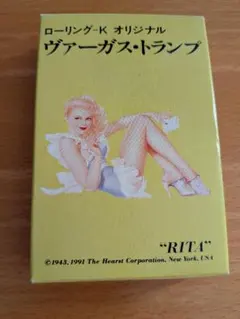 ローリング-K オリジナル
ヴァーガス・トランプ
“RITA”
©1943, 1991 The Hearst Corporation, New York, USA